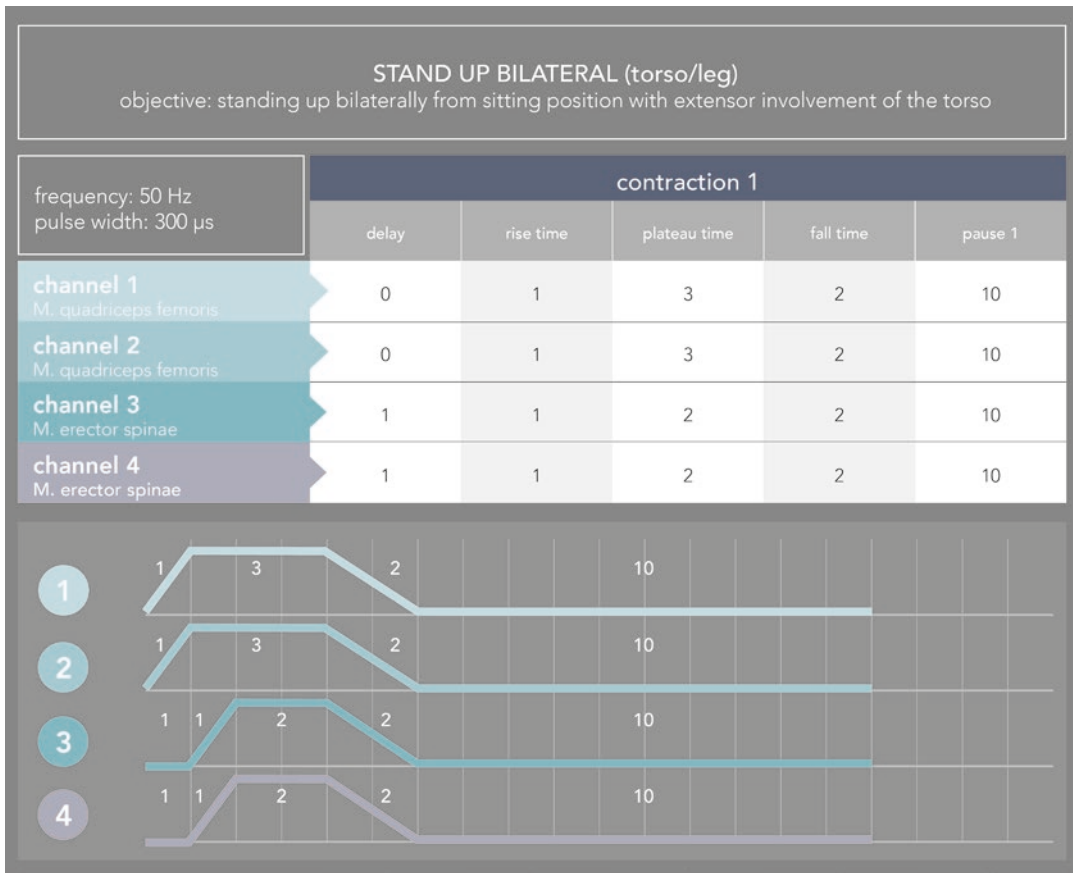 STAND UP BILATERAL (torso/leg)
objective: standing up bilaterally from sitting position with extensor involvement of the torso
frequency: 50 Hz
pulse width: 300 µs
contraction 1
delay rise time plateau time fall time pause 1
channel 1
M. quadriceps femoris
0 1 3 2 10
channel 2
M. quadriceps femoris
0 1 3 2 10
channel 3
M. erector spinae
1 1 2 2 10
channel 4
M. erector spinae
1 1 2 2 10
1 1 3 2 10
2 1 3 2 10
3 1 1 2 2 10
4 1 1 2 2 10